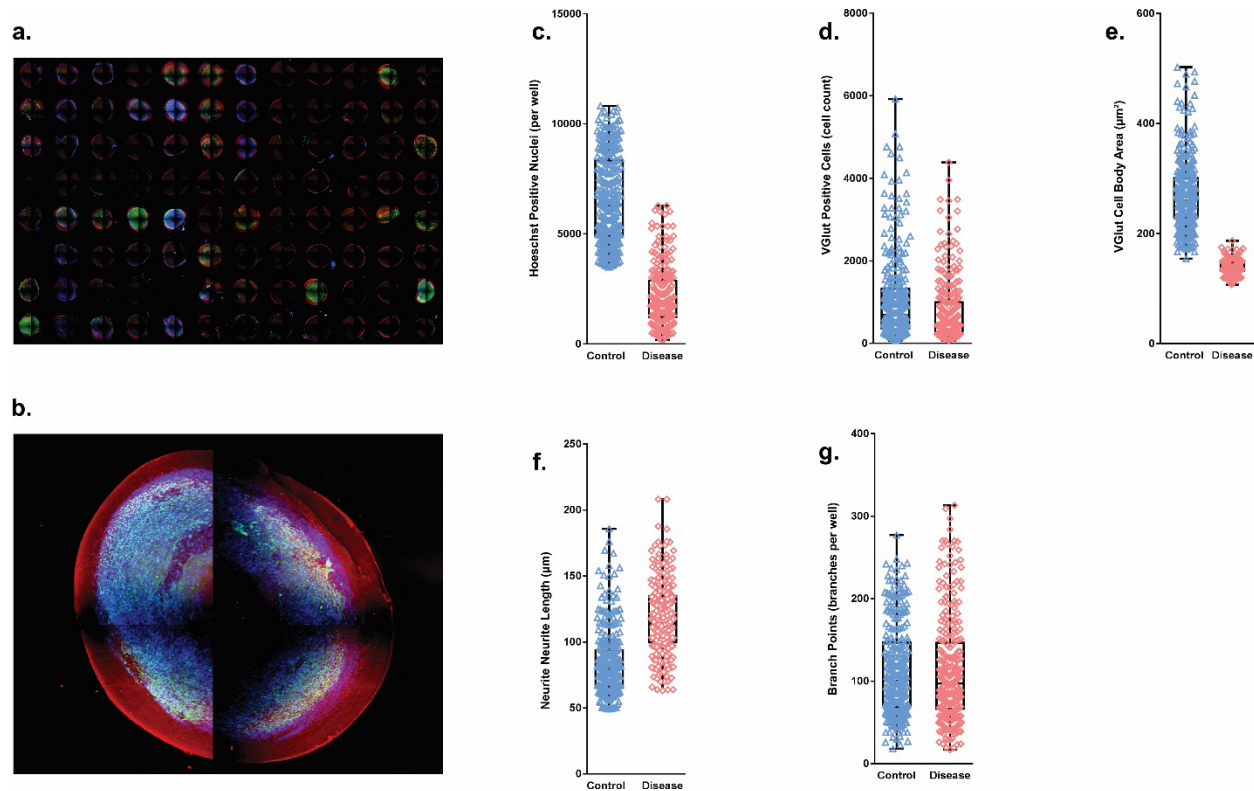 a.
b.
c.
Hoeschst Positive Nuclei (per well)
15000
10000
5000
0
Control Disease
d.
VGlut Positive Cells (cell count)
8000
6000
4000
2000
0
Control Disease
e.
VGlut Cell Body Area (µm²)
600
400
200
0
Control Disease
f.
Neurite Neurite Length (µm)
250
200
150
100
50
0
Control Disease
g.
Branch Points (branches per well)
400
300
200
100
0
Control Disease